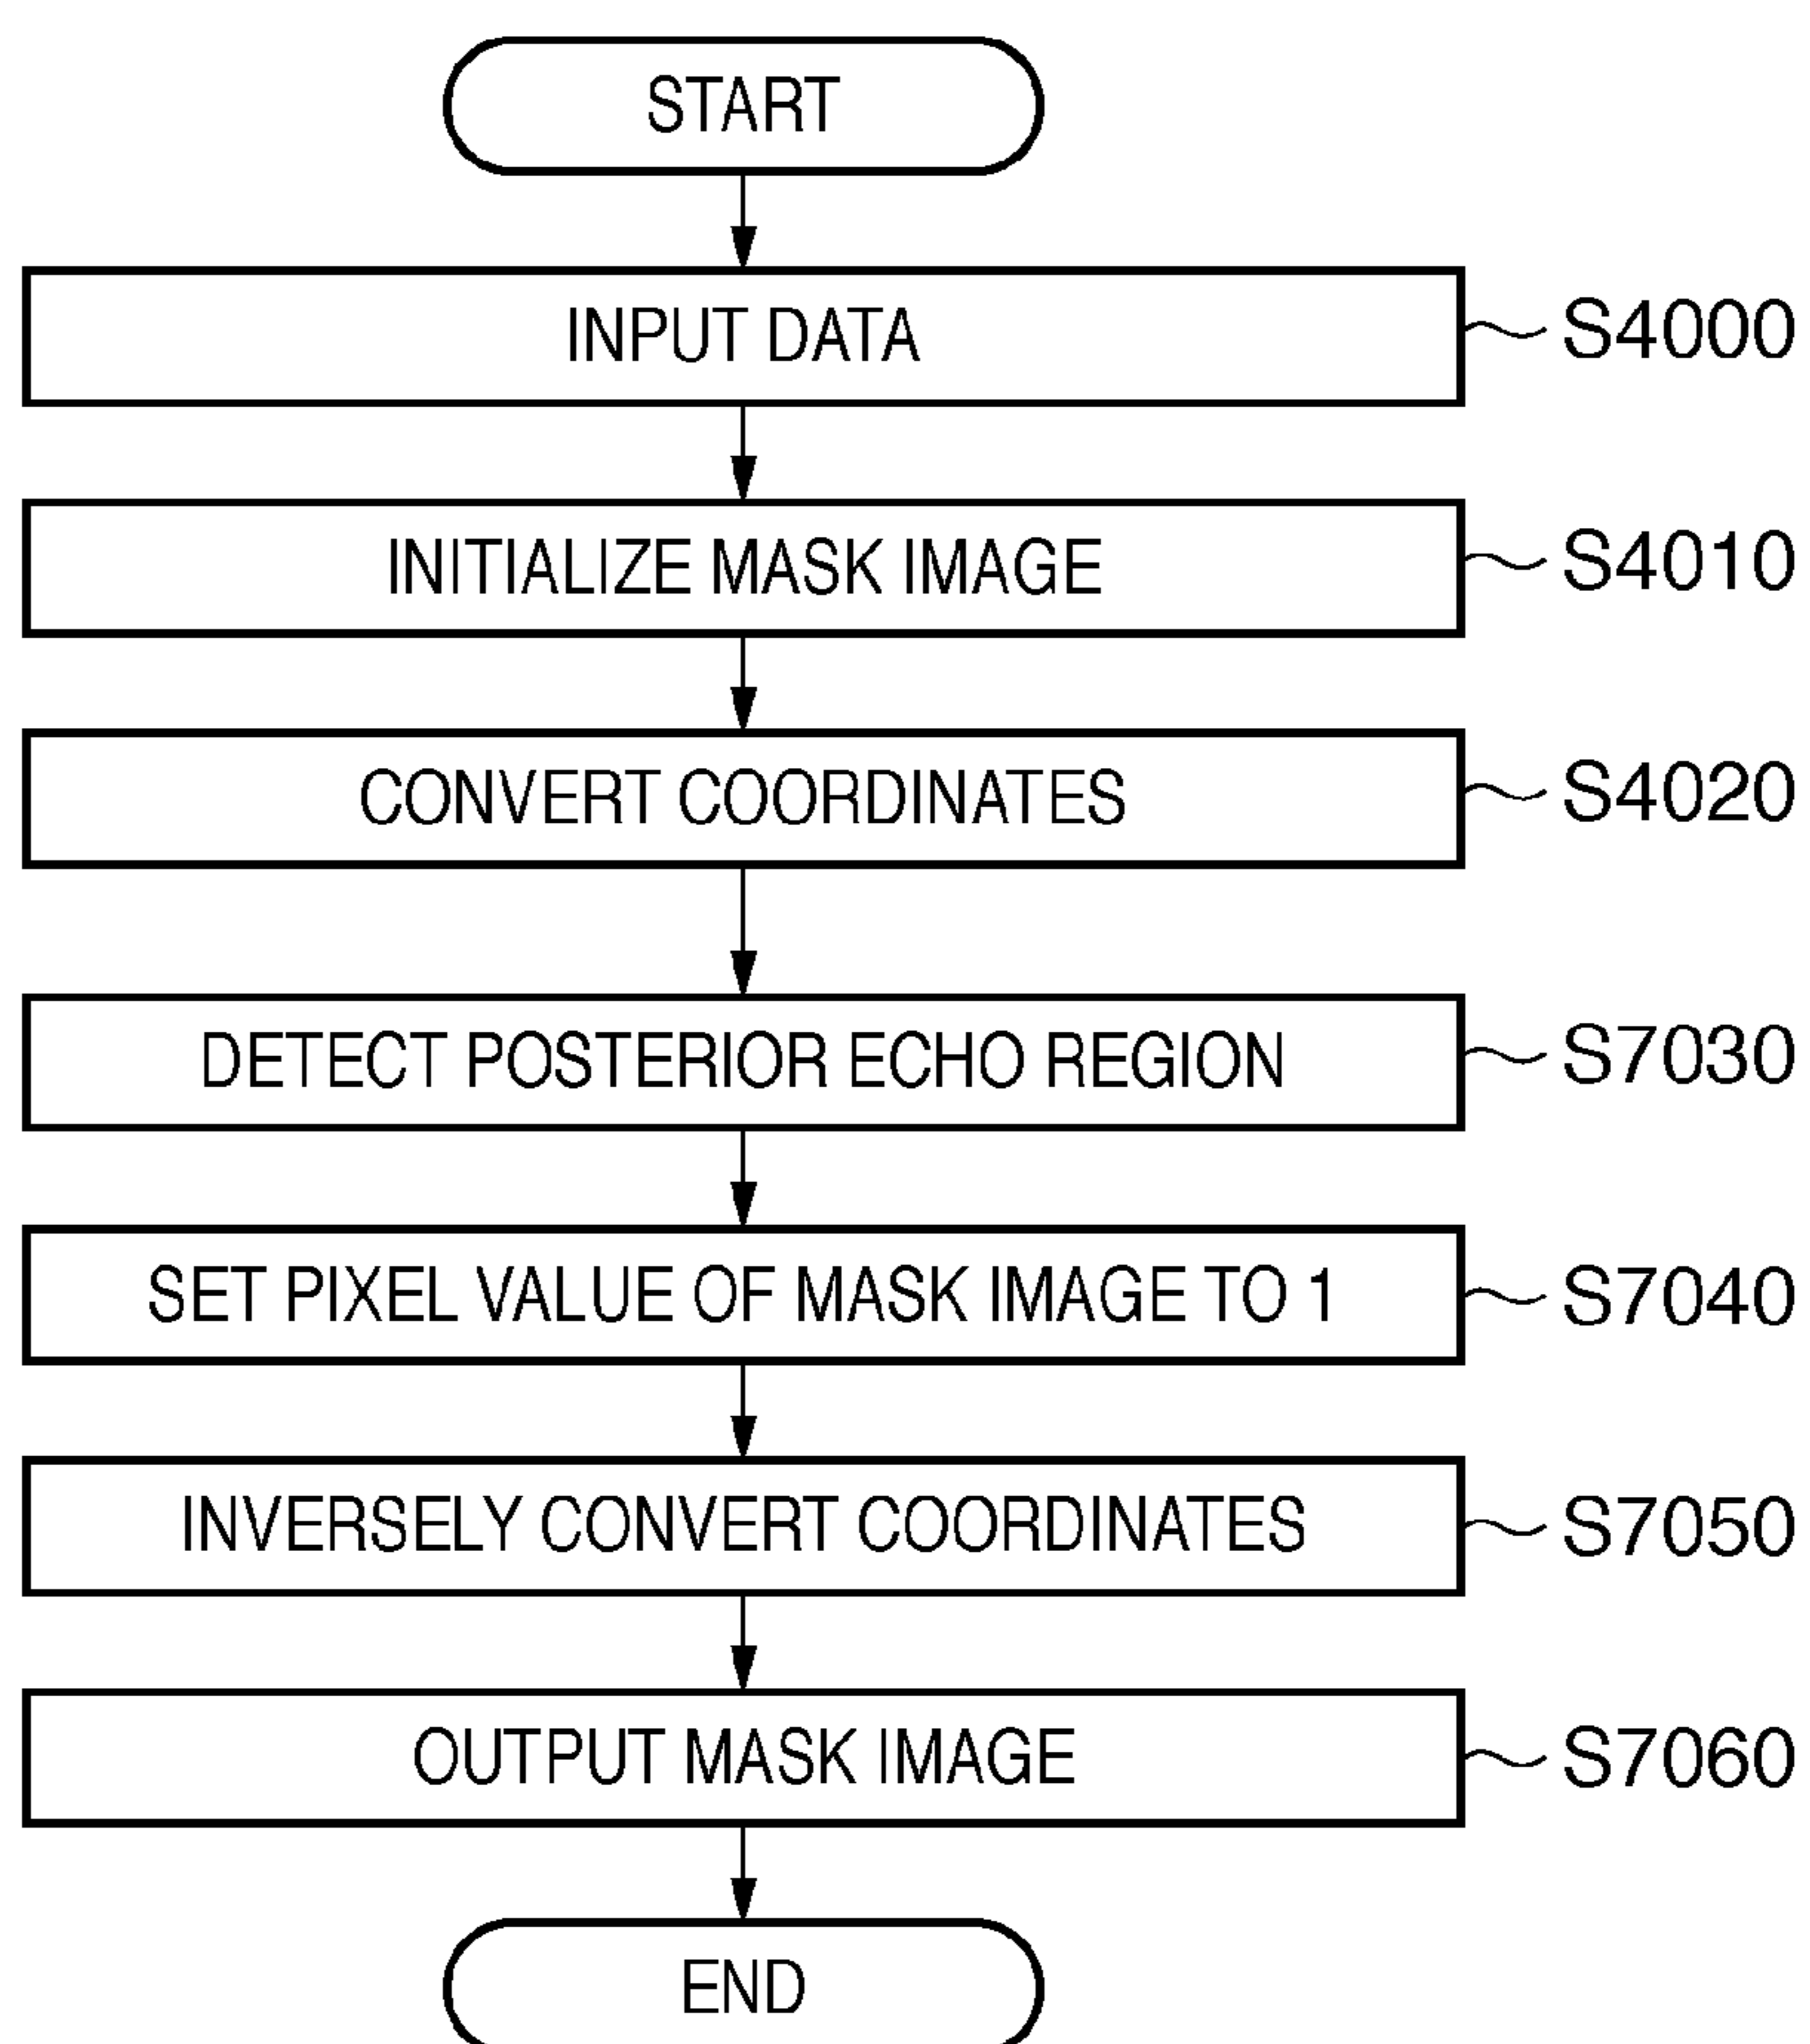 START
INPUT DATA
S4000
INITIALIZE MASK IMAGE
S4010
CONVERT COORDINATES
S4020
DETECT POSTERIOR ECHO REGION
S7030
SET PIXEL VALUE OF MASK IMAGE TO 1
S7040
INVERSELY CONVERT COORDINATES
S7050
OUTPUT MASK IMAGE
S7060
END